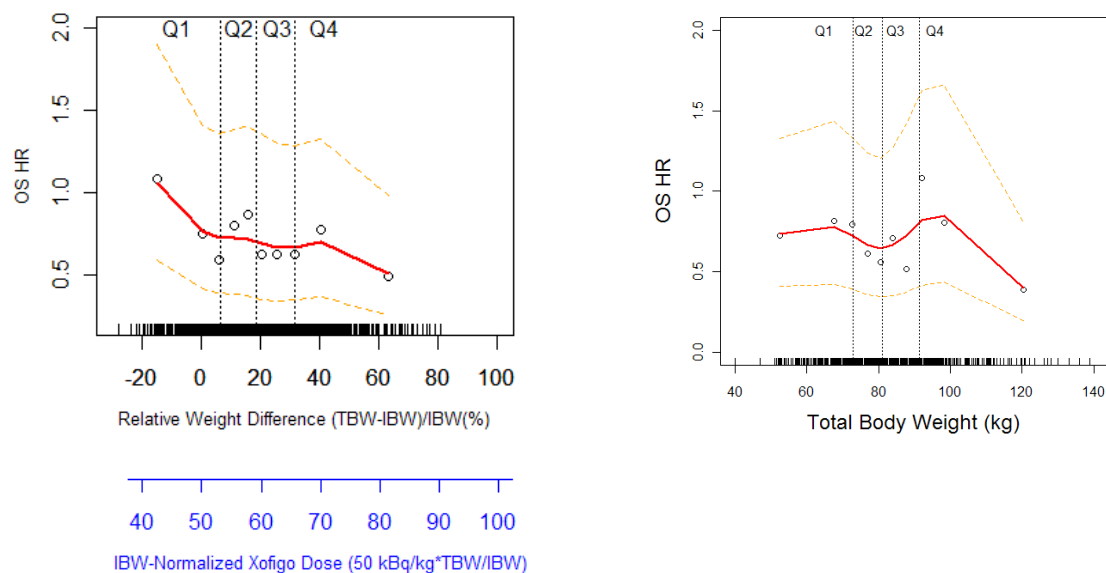 Q1 Q2 Q3 Q4
2.0
1.5
1.0
0.5
OS HR
-20 0 20 40 60 80 100
Relative Weight Difference (TBW-IBW)/IBW(%)
40 50 60 70 80 90 100
IBW-Normalized Xofigo Dose (50 kBq/kg*TBW/IBW)
Q1 Q2 Q3 Q4
2.0
1.5
1.0
0.5
0.0
OS HR
40 60 80 100 120 140
Total Body Weight (kg)